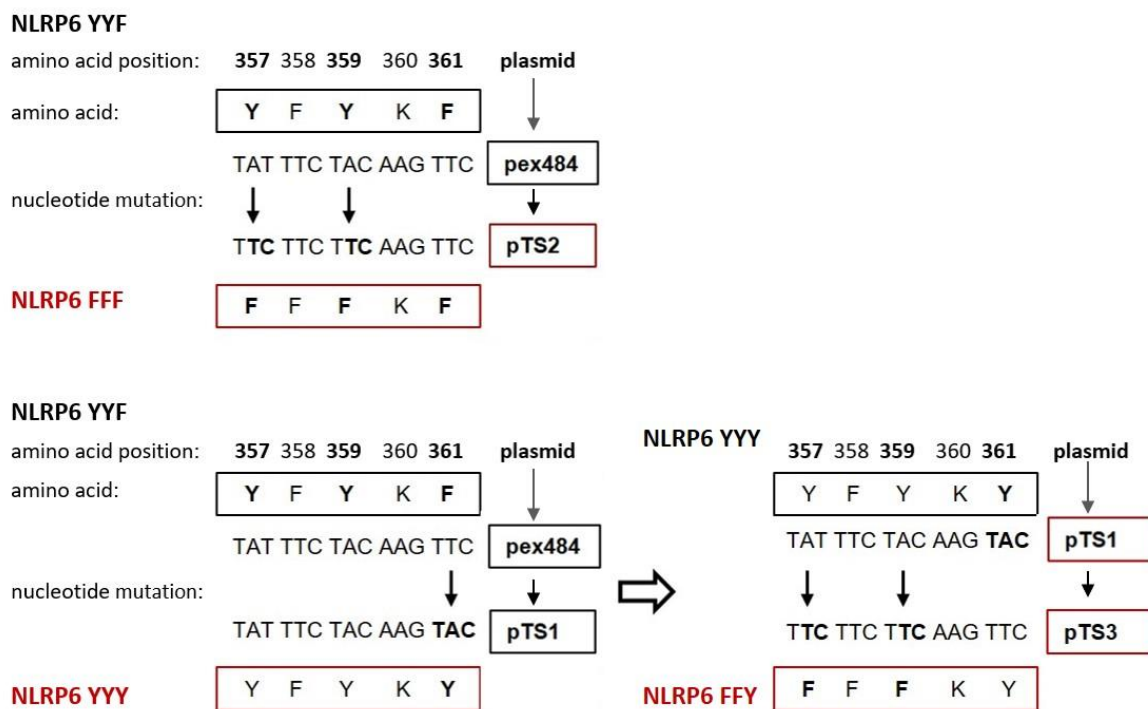 NLRP6 YYF
amino acid position: 357 358 359 360 361 plasmid
amino acid: Y F Y K F
TAT TTC TAC AAG TTC pex484
nucleotide mutation:
TTC TTC TTC AAG TTC pTS2
NLRP6 FFF F F F K F
NLRP6 YYF
amino acid position: 357 358 359 360 361 plasmid
amino acid: Y F Y K F
TAT TTC TAC AAG TTC pex484
nucleotide mutation:
TAT TTC TAC AAG TAC pTS1
NLRP6 YYY Y F Y K Y
NLRP6 YYY
357 358 359 360 361 plasmid
Y F Y K Y
TAT TTC TAC AAG TAC pTS1
TTC TTC TTC AAG TTC pTS3
NLRP6 FFY F F F K Y